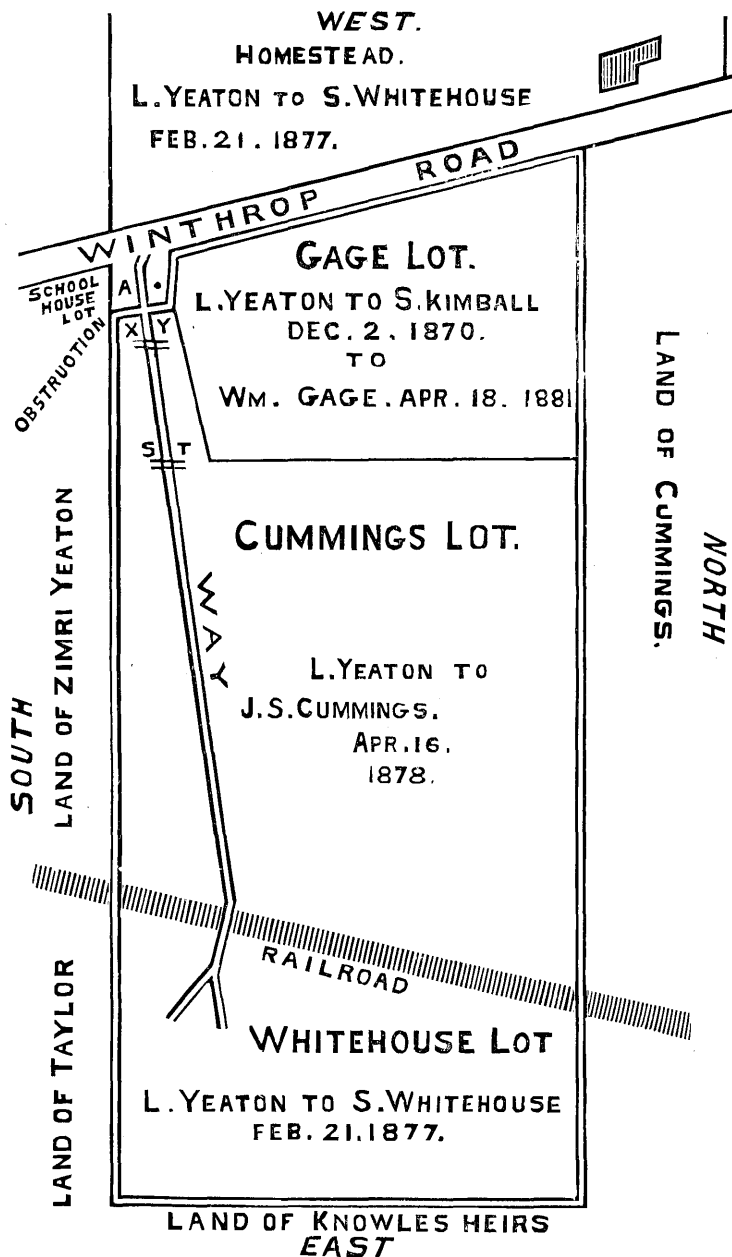 WEST.
HOMESTEAD.
L. YEATON TO S. WHITEHOUSE
FEB. 21. 1877.
WINTHROP ROAD
SCHOOL
HOUSE
LOT.
A
GAGE LOT.
L. YEATON TO S. KIMBALL
DEC. 2, 1870.
TO
WM. GAGE. APR. 18. 1881
X Y
OBSTRUCTION
S T
LAND OF CUMMINGS.
NORTH
CUMMINGS LOT.
WAY
L. YEATON TO
J.S. CUMMINGS.
APR. 16.
1878.
SOUTH
LAND OF ZIMRI YEATON
RAILROAD
LAND OF TAYLOR
WHITEHOUSE LOT
L. YEATON TO S. WHITEHOUSE
FEB. 21. 1877.
LAND OF KNOWLES HEIRS
EAST